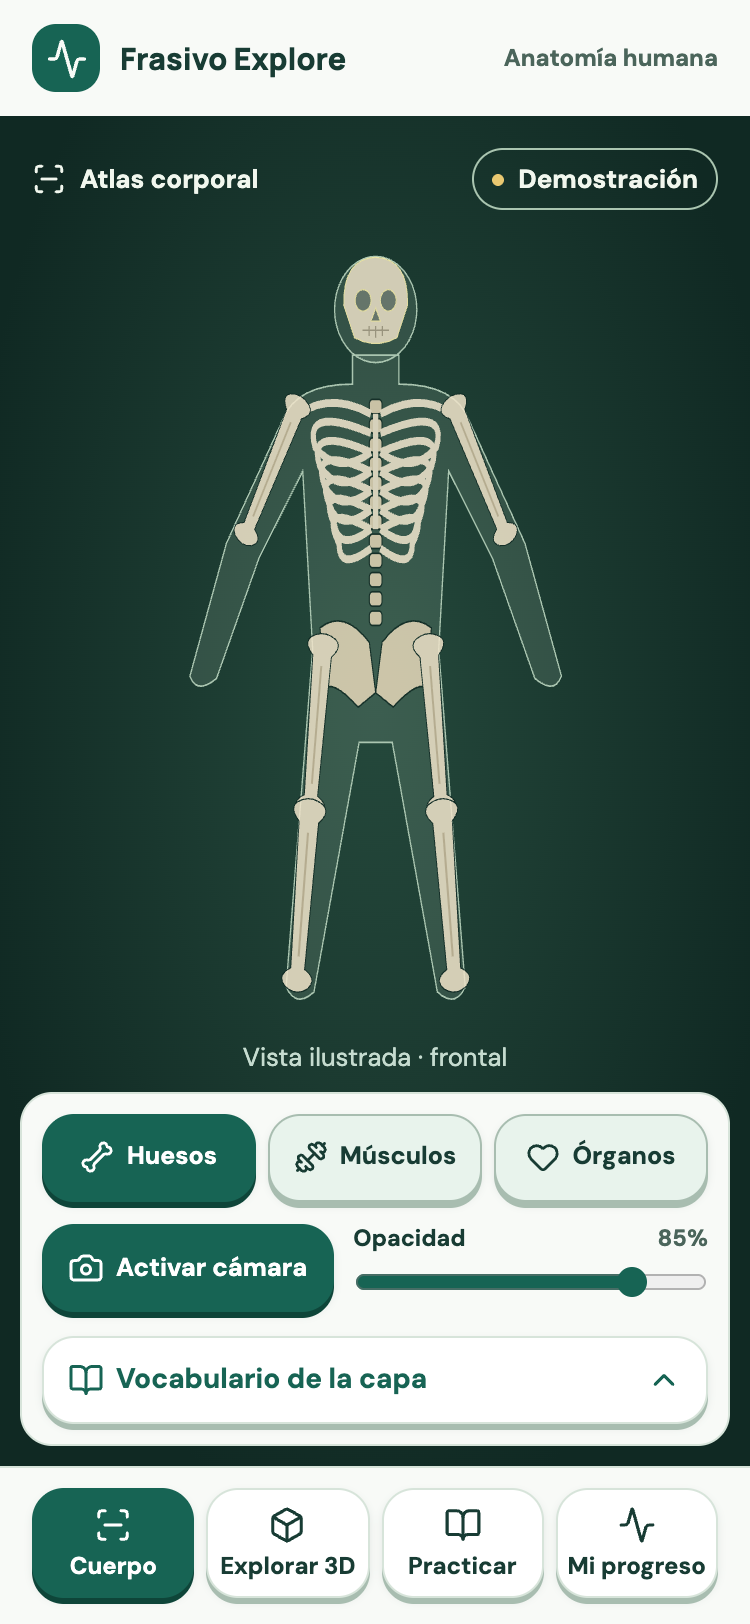 Frasivo Explore
Anatomía humana
Atlas corporal
Demostración
Vista ilustrada · frontal
Huesos
Músculos
Órganos
Activar cámara
Opacidad
85%
Vocabulario de la capa
Cuerpo
Explorar 3D
Practicar
Mi progreso